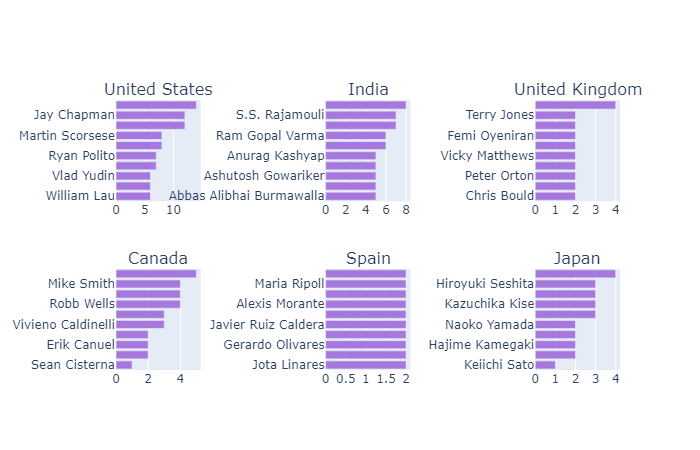 United States
Jay Chapman
Martin Scorsese
Ryan Polito
Vlad Yudin
William Lau
0 5 10
India
S.S. Rajamouli
Ram Gopal Varma
Anurag Kashyap
Ashutosh Gowariker
Abbas Alibhai Burmawalla
0 2 4 6 8
United Kingdom
Terry Jones
Femi Oyeniran
Vicky Matthews
Peter Orton
Chris Bould
0 1 2 3 4
Canada
Mike Smith
Robb Wells
Vivieno Caldinelli
Erik Canuel
Sean Cisterna
0 2 4
Spain
Maria Ripoll
Alexis Morante
Javier Ruiz Caldera
Gerardo Olivares
Jota Linares
0 0.5 1 1.5 2
Japan
Hiroyuki Seshita
Kazuchika Kise
Naoko Yamada
Hajime Kamegaki
Keiichi Sato
0 1 2 3 4